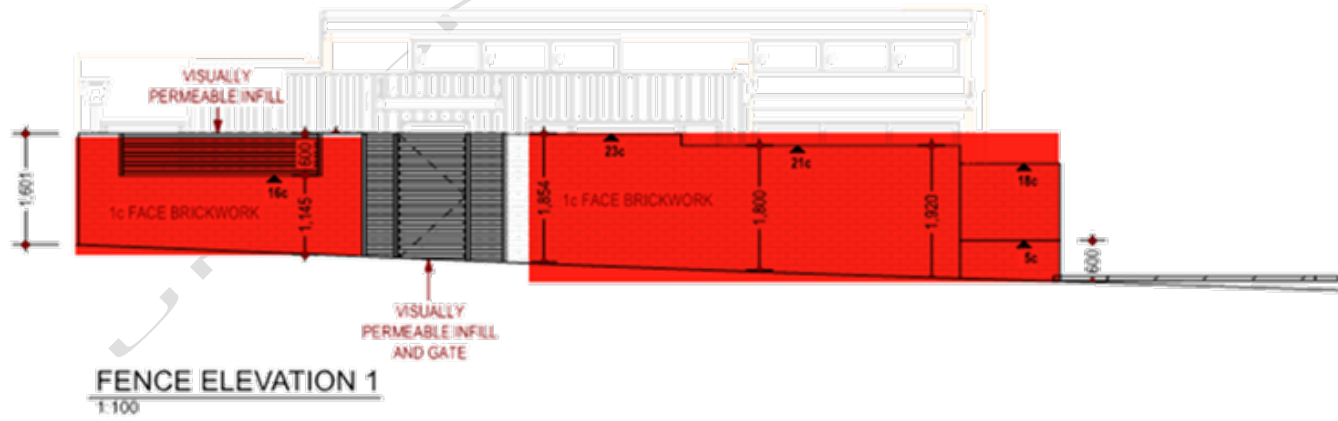 VISUALLY
PERMEABLE INFILL
1,601
600
16c
1,145
1c FACE BRICKWORK
1,854
23c
1c FACE BRICKWORK
21c
1,800
1,920
18c
5c
600
VISUALLY
PERMEABLE INFILL
AND GATE
FENCE ELEVATION 1
1:100